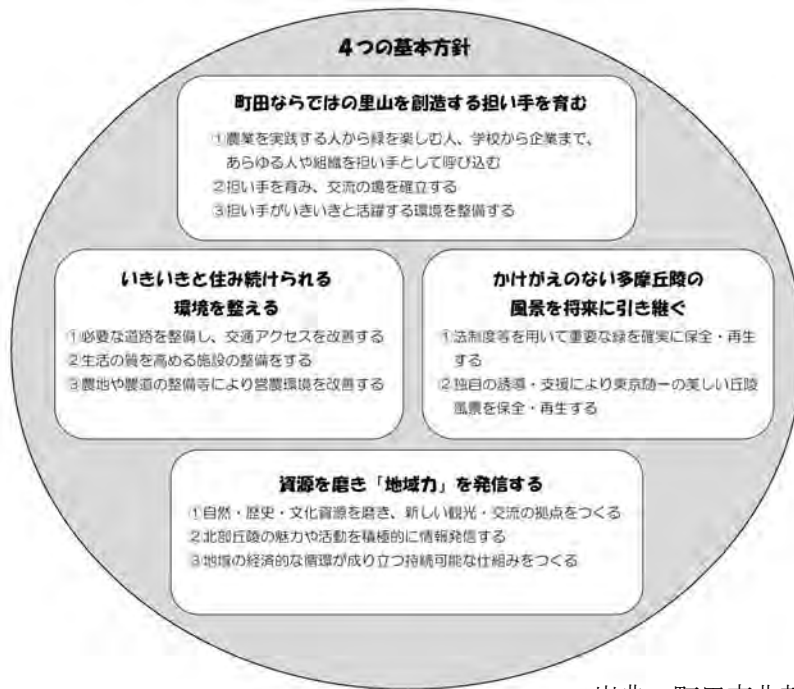 4つの基本方針
町田ならではの里山を創造する担い手を育む
①農業を実践する人から緑を楽しむ人、学校から企業まで、
あらゆる人や組織を担い手として呼び込む
②担い手を育み、交流の場を確立する
③担い手がいきいきと活躍する環境を整備する
いきいきと住み続けられる
環境を整える
①必要な道路を整備し、交通アクセスを改善する
②生活の質を高める施設の整備をする
③農地や農道の整備等により営農環境を改善する
かけがえのない多摩丘陵の
風景を将来に引き継ぐ
①法制度等を用いて重要な緑を確実に保全・再生
する
②独自の誘導・支援により東京随一の美しい丘陵
風景を保全・再生する
資源を磨き「地域力」を発信する
①自然・歴史・文化資源を磨き、新しい観光・交流の拠点をつくる
②北部丘陵の魅力や活動を積極的に情報発信する
③地域の経済的な循環が成り立つ持続可能な仕組みをつくる